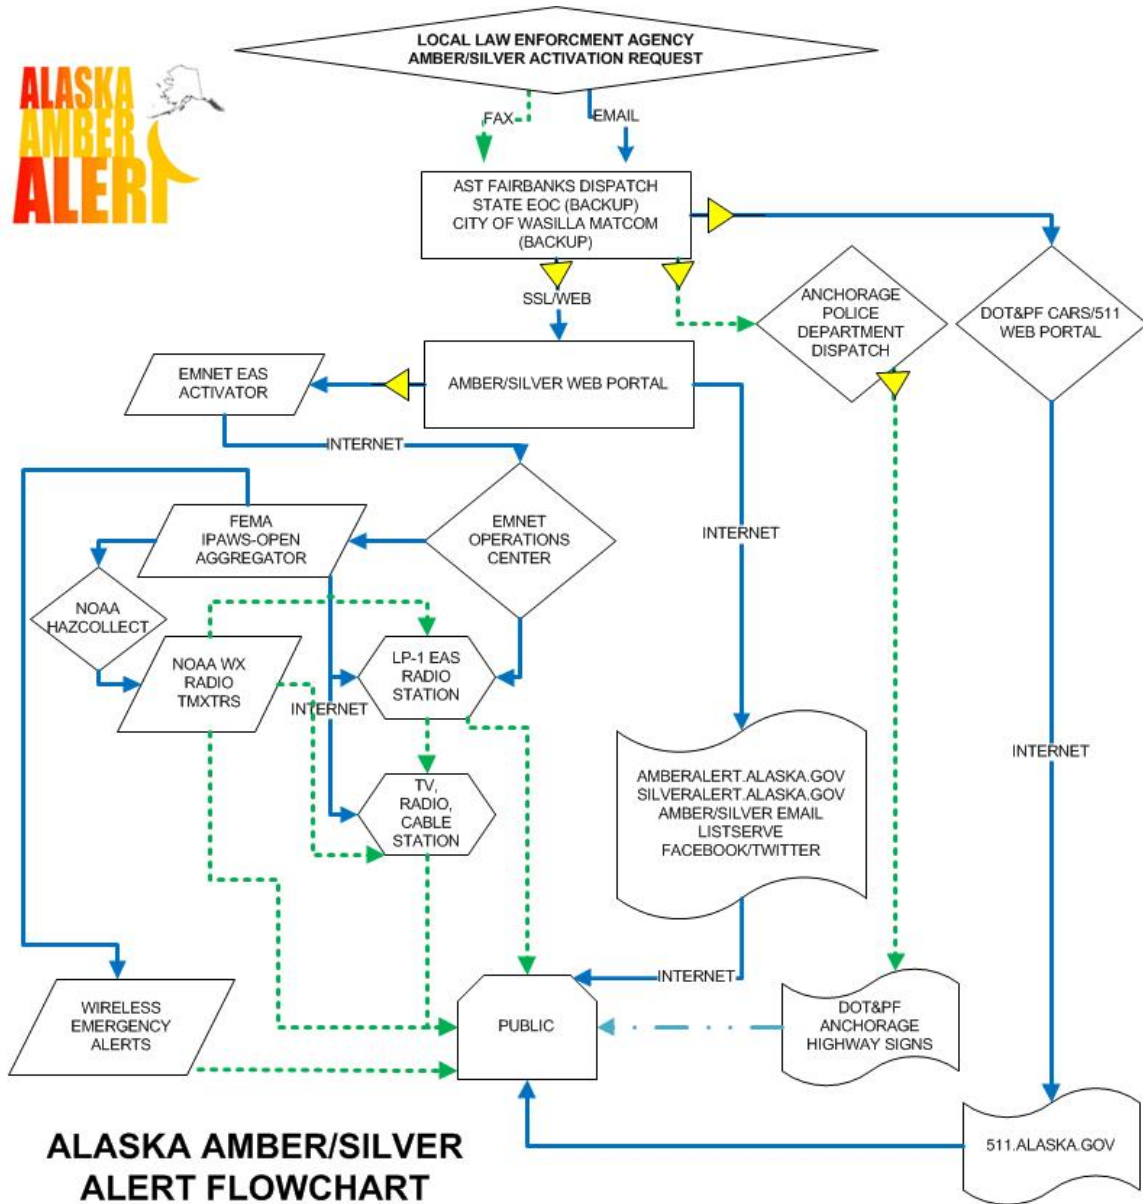 LOCAL LAW ENFORCMENT AGENCY
AMBER/SILVER ACTIVATION REQUEST
ALASKA
AMBER
ALERT
FAX
EMAIL
AST FAIRBANKS DISPATCH
STATE EOC (BACKUP)
CITY OF WASILLA MATCOM
(BACKUP)
SSL/WEB
ANCHORAGE
POLICE
DEPARTMENT
DISPATCH
DOT&PF CARS/511
WEB PORTAL
EMNET EAS
ACTIVATOR
AMBER/SILVER WEB PORTAL
INTERNET
FEMA
IPAWS-OPEN
AGGREGATOR
EMNET
OPERATIONS
CENTER
INTERNET
NOAA
HAZCOLLECT
NOAA WX
RADIO
TMXTRS
LP-1 EAS
RADIO
STATION
INTERNET
TV,
RADIO,
CABLE
STATION
AMBERALERT.ALASKA.GOV
SILVERALERT.ALASKA.GOV
AMBER/SILVER EMAIL
LISTSERVE
FACEBOOK/TWITTER
INTERNET
INTERNET
WIRELESS
EMERGENCY
ALERTS
PUBLIC
DOT&PF
ANCHORAGE
HIGHWAY SIGNS
511.ALASKA.GOV
ALASKA AMBER/SILVER
ALERT FLOWCHART